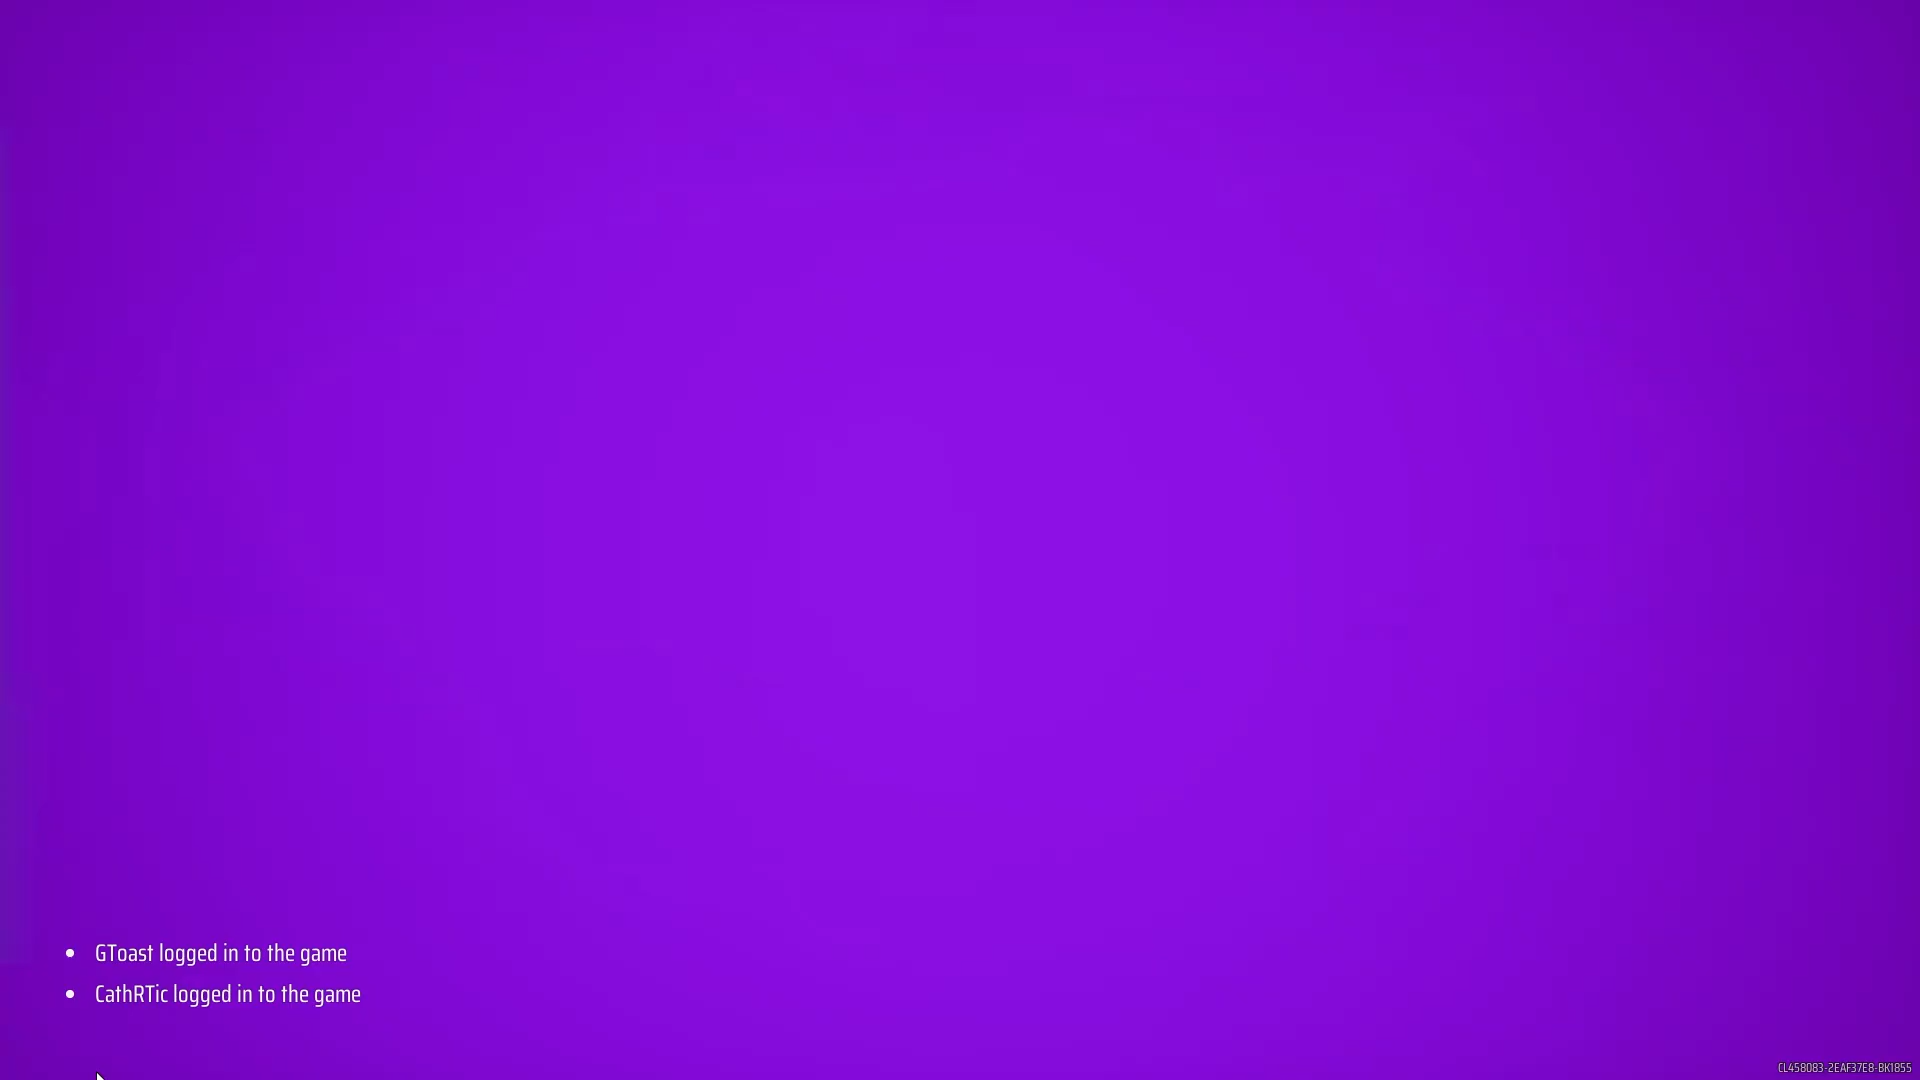 • GToast logged in to the game
• CathRTic logged in to the game
CL458083-2EAF37E8-BK1855